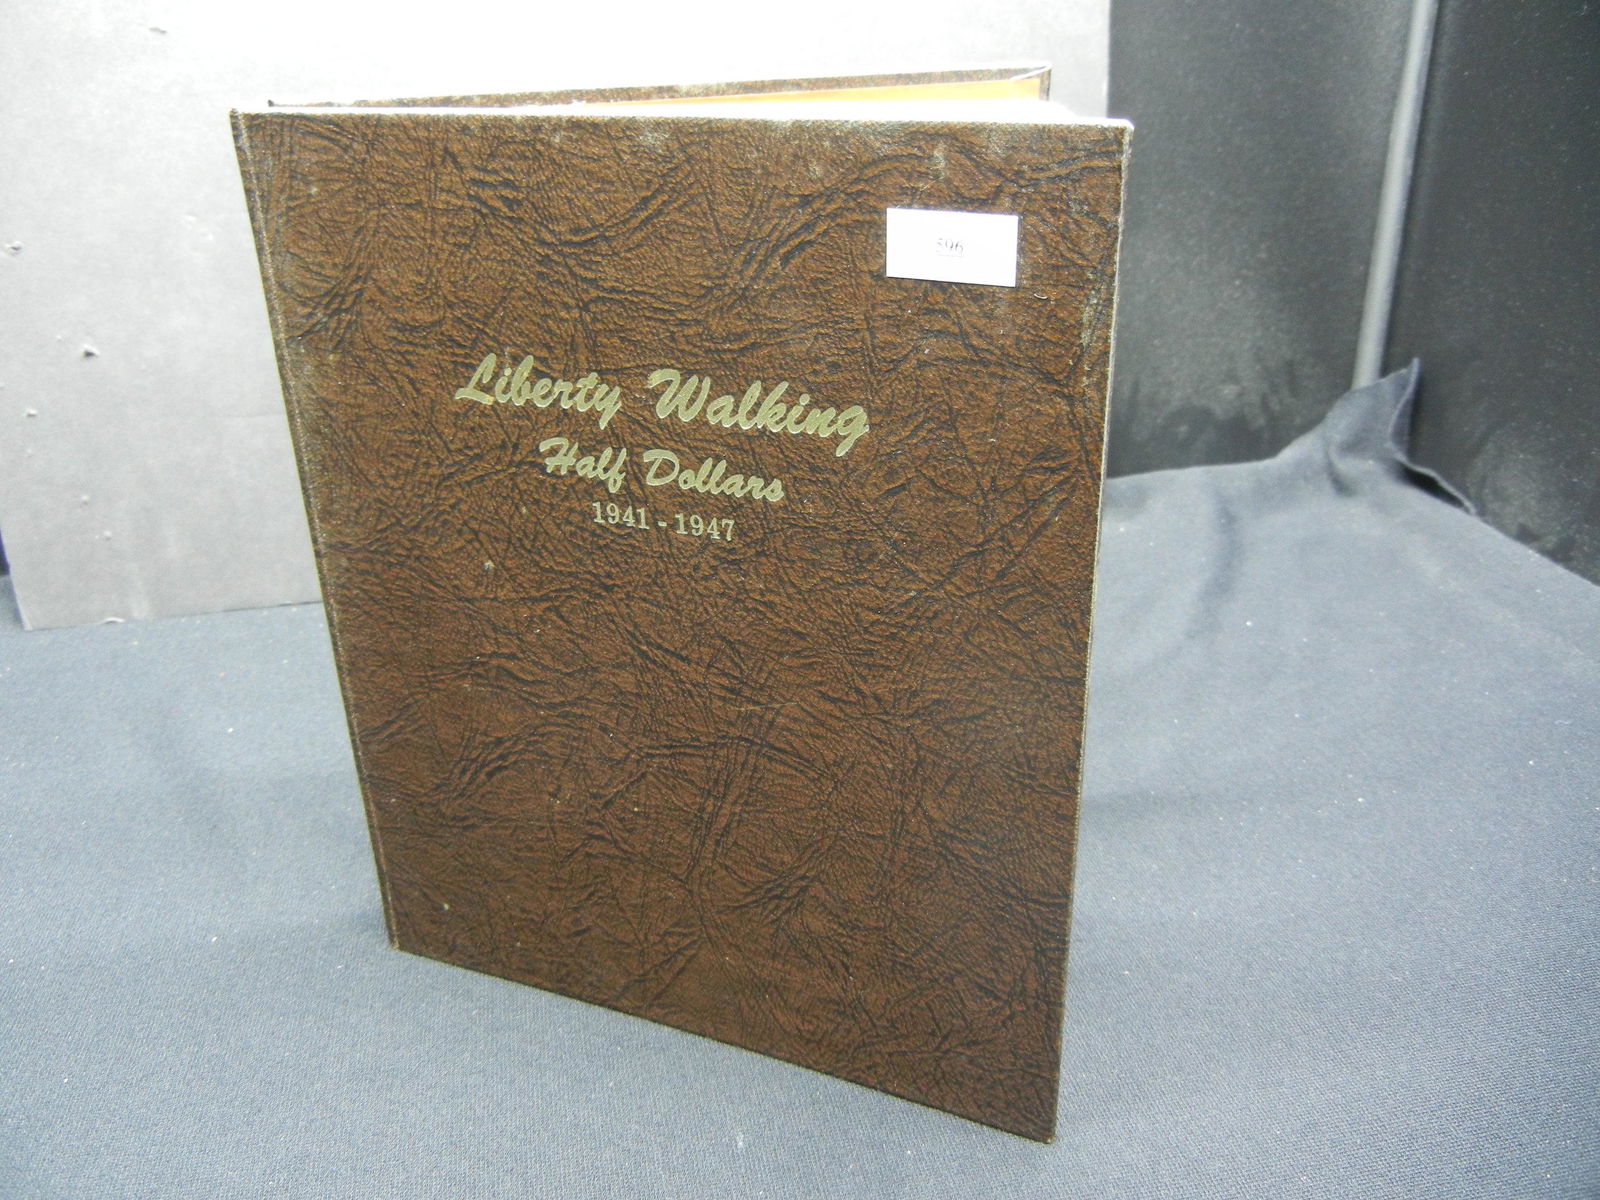 596
Liberty Walking
Half Dollars
1941 - 1947